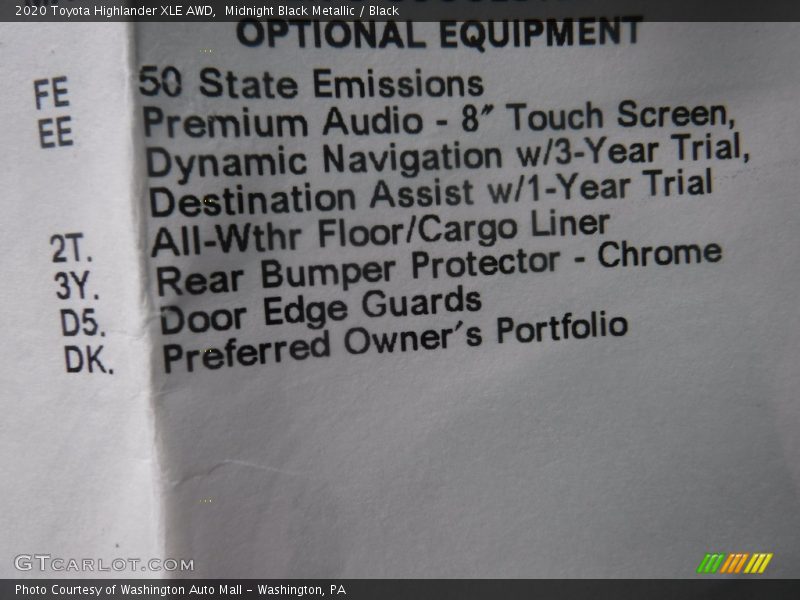 2020 Toyota Highlander XLE AWD,  Midnight Black Metallic / Black
OPTIONAL EQUIPMENT
FE 50 State Emissions
EE Premium Audio - 8" Touch Screen,
Dynamic Navigation w/3-Year Trial,
Destination Assist w/1-Year Trial
2T. All-Wthr Floor/Cargo Liner
3Y. Rear Bumper Protector - Chrome
D5. Door Edge Guards
DK. Preferred Owner's Portfolio
GTCARLOT.COM
Photo Courtesy of Washington Auto Mall - Washington, PA